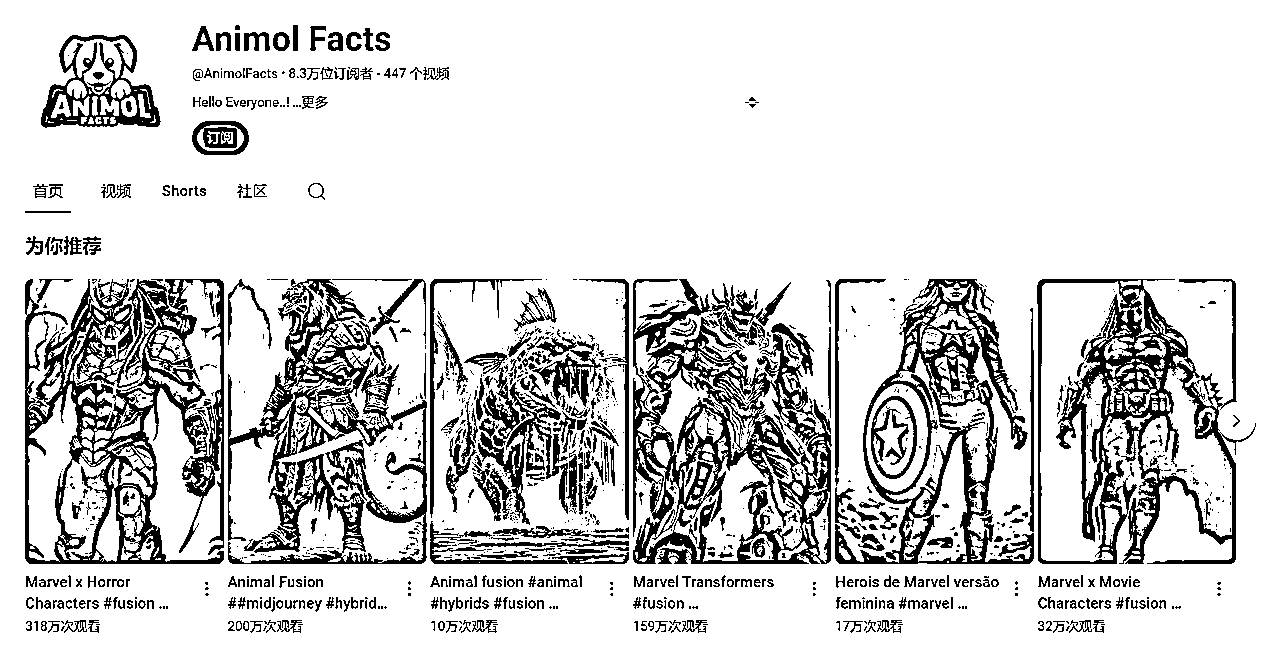 ANIMOL
FACTS
Animol Facts
@AnimolFacts · 8.3万位订阅者 · 447 个视频
Hello Everyone..! ...更多
订阅
首页 视频 Shorts 社区
为你推荐
Marvel x Horror
Characters #fusion ...
318万次观看
Animal Fusion
##midjourney #hybrid...
200万次观看
Animal fusion #animal
#hybrids #fusion ...
10万次观看
Marvel Transformers
#fusion ...
159万次观看
Herois de Marvel versão
feminina #marvel ...
17万次观看
Marvel x Movie
Characters #fusion ...
32万次观看